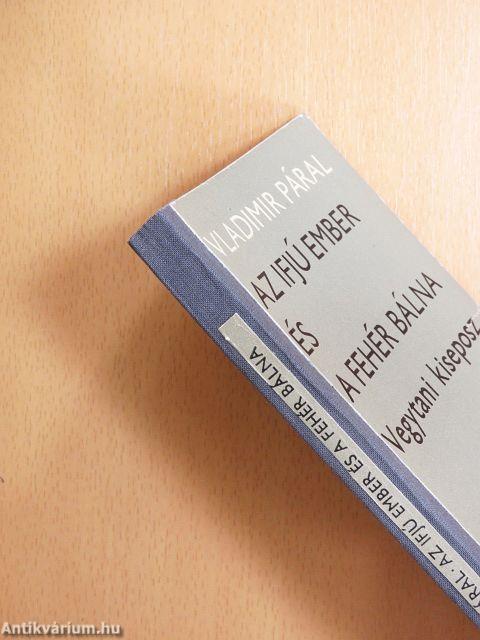 VLADIMIR PÁRAL
AZ IFJÚ EMBER
ÉS
A FEHÉR BÁLNA
Vegytani kiseposz
PÁRAL · AZ IFJÚ EMBER ÉS A FEHÉR BÁLNA
Antikvárium.hu